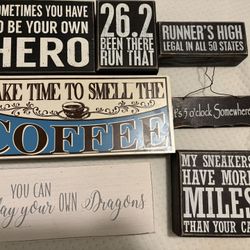 SOMETIMES YOU HAVE
TO BE YOUR OWN
HERO
26.2
BEEN THERE
RUN THAT
RUNNER'S HIGH
LEGAL IN ALL 50 STATES
TAKE TIME TO SMELL THE
COFFEE
It's 5 o'clock Somewhere
YOU CAN
slay your OWN Dragons
MY SNEAKERS
HAVE MORE
MILES
THAN YOUR CAR